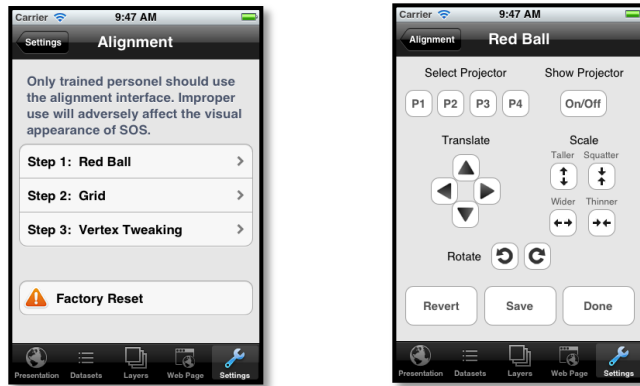 Carrier 9:47 AM
Settings Alignment
Only trained personel should use
the alignment interface. Improper
use will adversely affect the visual
appearance of SOS.
Step 1: Red Ball
Step 2: Grid
Step 3: Vertex Tweaking
Factory Reset
Presentation Datasets Layers Web Page Settings
Carrier 9:47 AM
Alignment Red Ball
Select Projector Show Projector
P1 P2 P3 P4 On/Off
Translate Scale
Taller Squatter
Wider Thinner
Rotate
Revert Save Done
Presentation Datasets Layers Web Page Settings